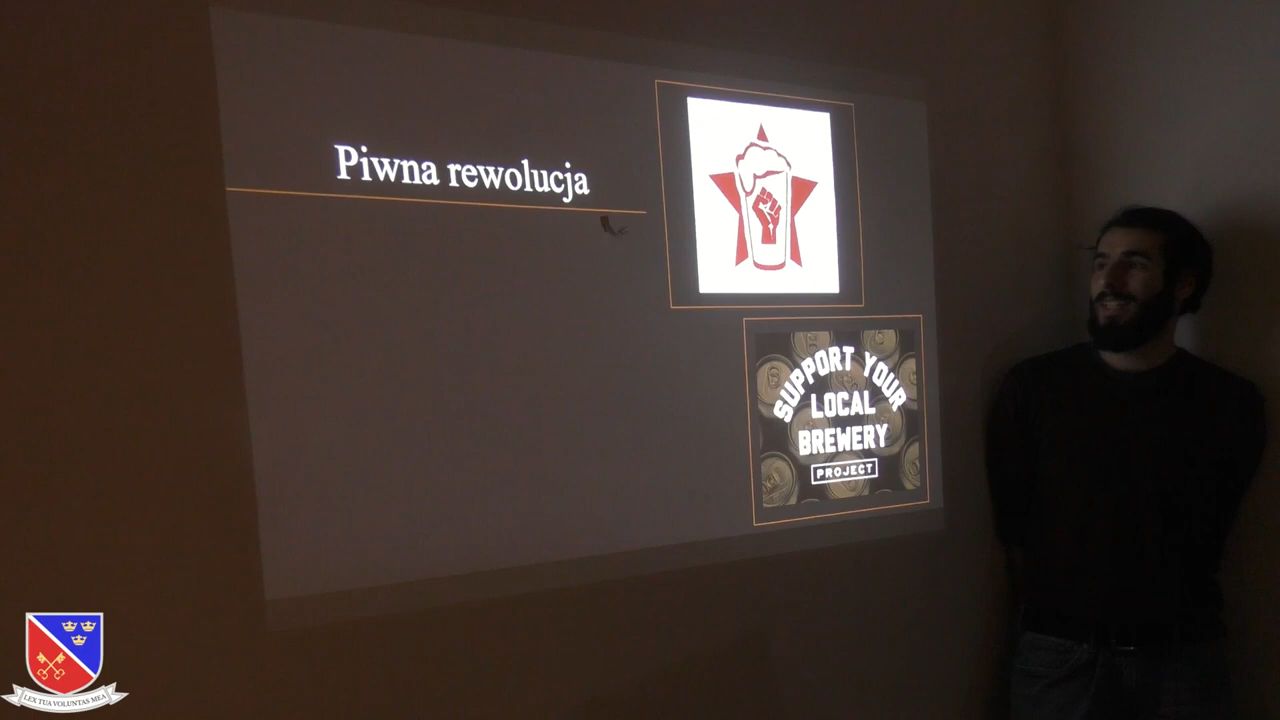 Piwna rewolucja
SUPPORT YOUR
LOCAL
BREWERY
PROJECT
LEX TUA VOLUNTAS MEA